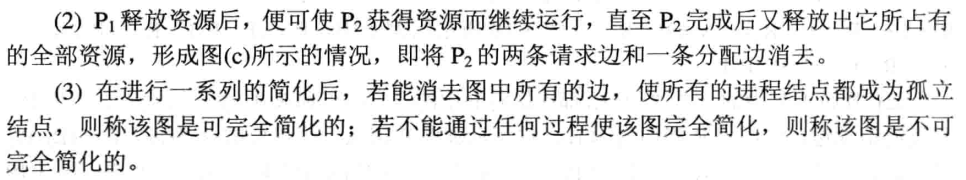 (2) P₁释放资源后，便可使 P₂获得资源而继续运行，直至 P₂完成后又释放出它所占有
的全部资源，形成图(c)所示的情况，即将 P₂的两条请求边和一条分配边消去。
(3) 在进行一系列的简化后，若能消去图中所有的边，使所有的进程结点都成为孤立
结点，则称该图是可完全简化的；若不能通过任何过程使该图完全简化，则称该图是不可
完全简化的。